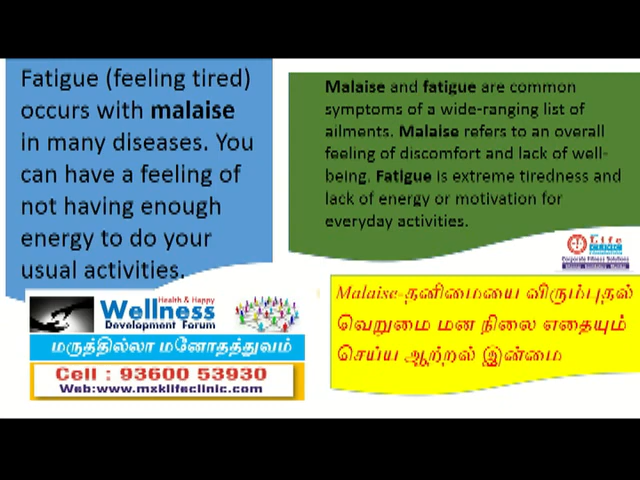 Fatigue (feeling tired)
occurs with malaise
in many diseases. You
can have a feeling of
not having enough
energy to do your
usual activities.
Malaise and fatigue are common
symptoms of a wide-ranging list of
ailments. Malaise refers to an overall
feeling of discomfort and lack of well-
being. Fatigue is extreme tiredness and
lack of energy or motivation for
everyday activities.
Life
CLINIC
Corporate Fitness Solutions
Health & Happy
Wellness
Development Forum
மருத்தில்லா மனோதத்துவம்
Cell : 93600 53930
Web:www.mxklifeclinic.com
Malaise-தனிமையை விரும்புதல்
வெறுமை மன நிலை எதையும்
செய்ய ஆற்றல் இன்மை